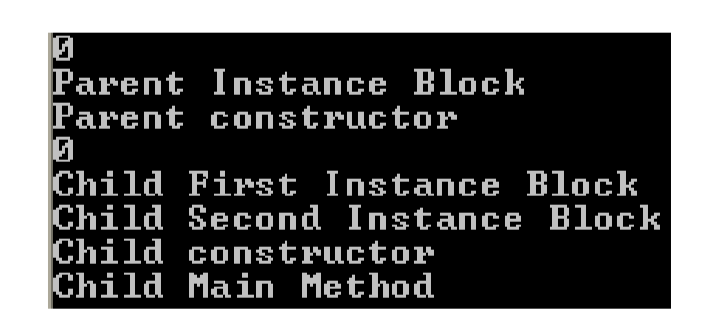 0
Parent Instance Block
Parent constructor
0
Child First Instance Block
Child Second Instance Block
Child constructor
Child Main Method